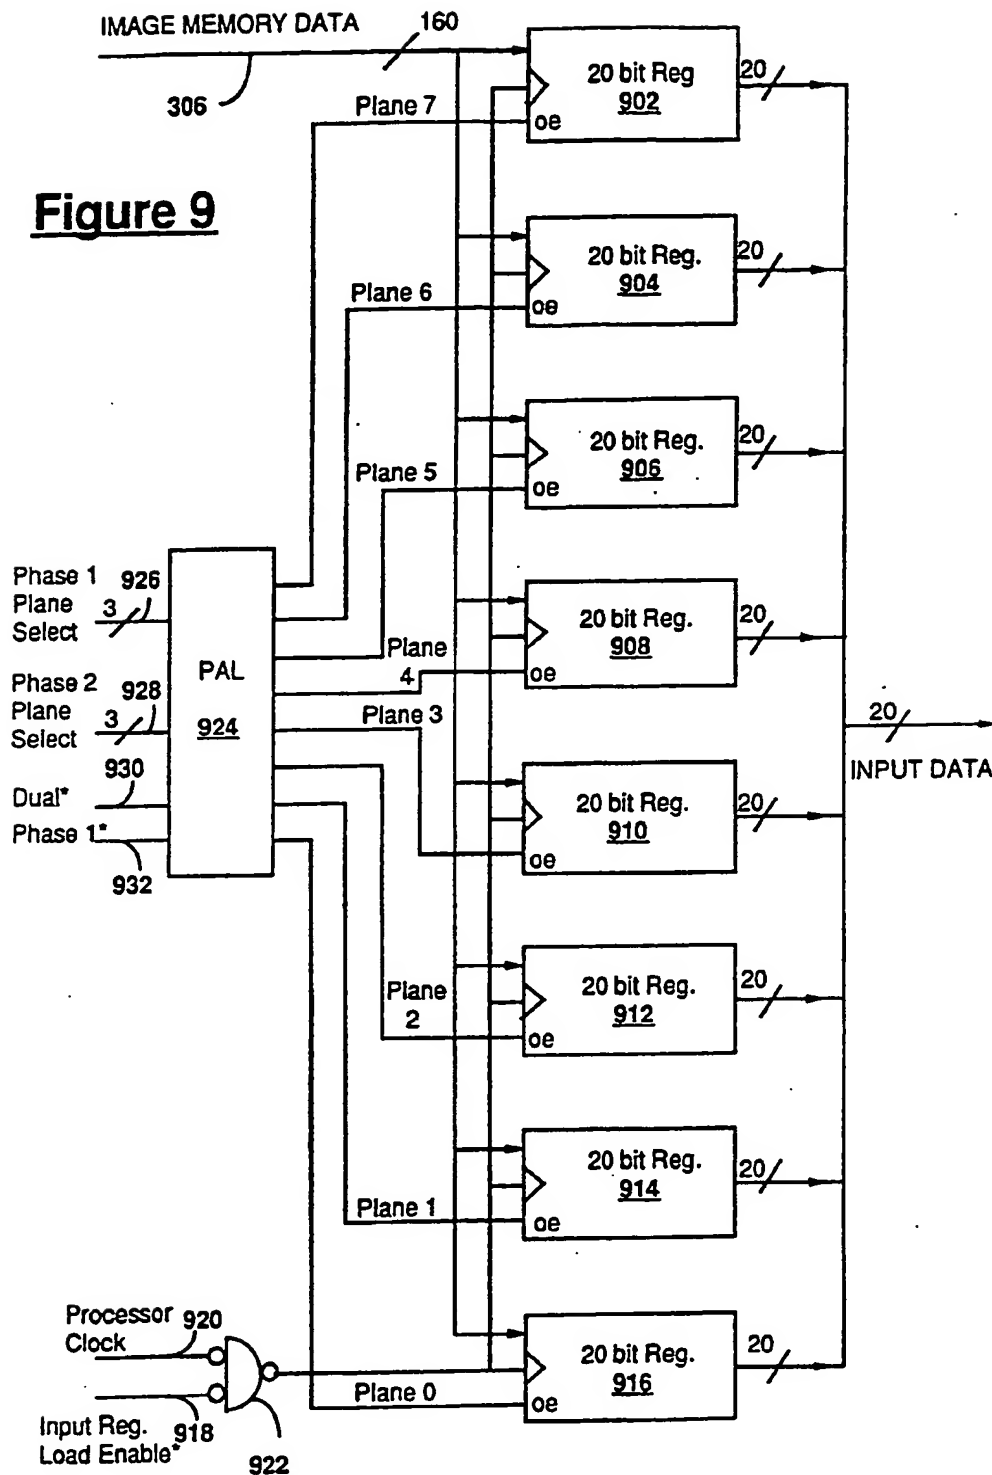 IMAGE MEMORY DATA
160
306
Figure 9
Plane 7
20 bit Reg
902
oe
20
Plane 6
20 bit Reg.
904
oe
20
Plane 5
20 bit Reg.
906
oe
20
Plane
4
20 bit Reg.
908
oe
20
Plane 3
20 bit Reg.
910
oe
20
Plane
2
20 bit Reg.
912
oe
20
Plane 1
20 bit Reg.
914
oe
20
Plane 0
20 bit Reg.
916
oe
20
20
INPUT DATA
Phase 1
Plane
Select
3
926
Phase 2
Plane
Select
3
928
Dual*
930
Phase 1*
932
PAL
924
Processor
Clock
920
Input Reg.
Load Enable*
918
922